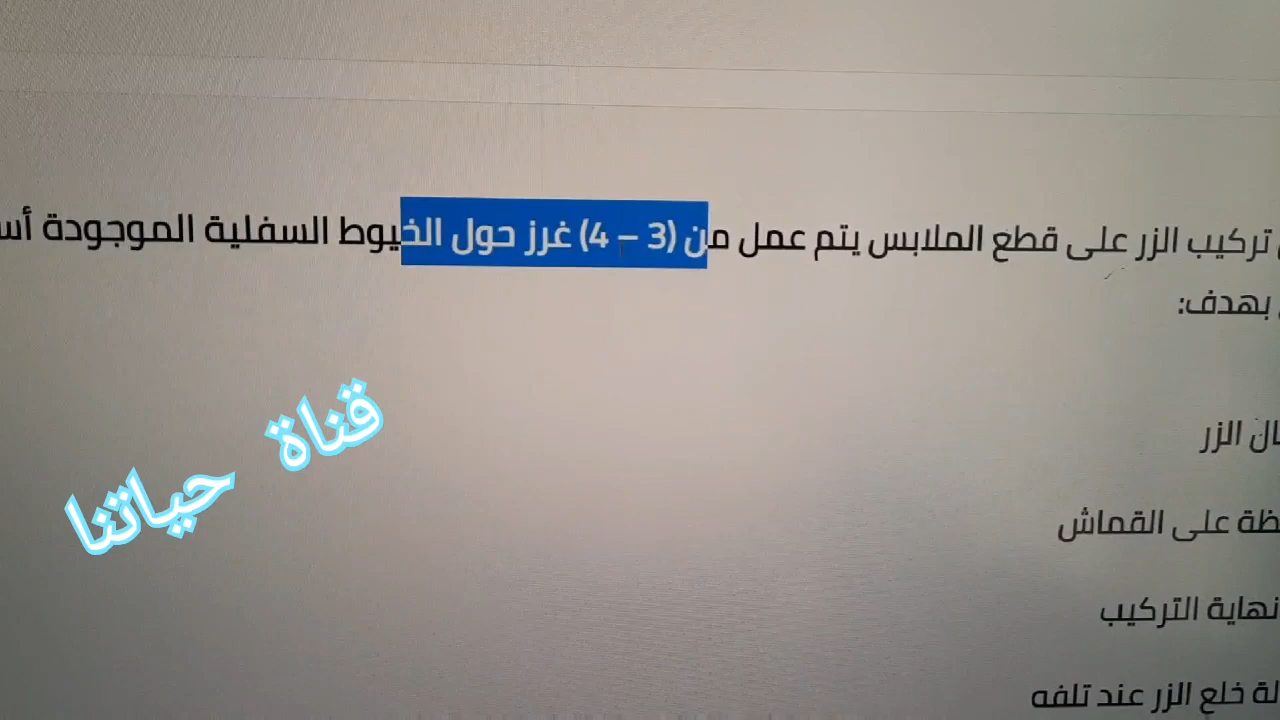 تركيب الزر على قطع الملابس يتم عمل من (3 – 4) غرز حول الخيوط السفلية الموجودة
بهدف:
الزر
على القماش
نهاية التركيب
خلع الزر عند تلفه
قناة حياتنا